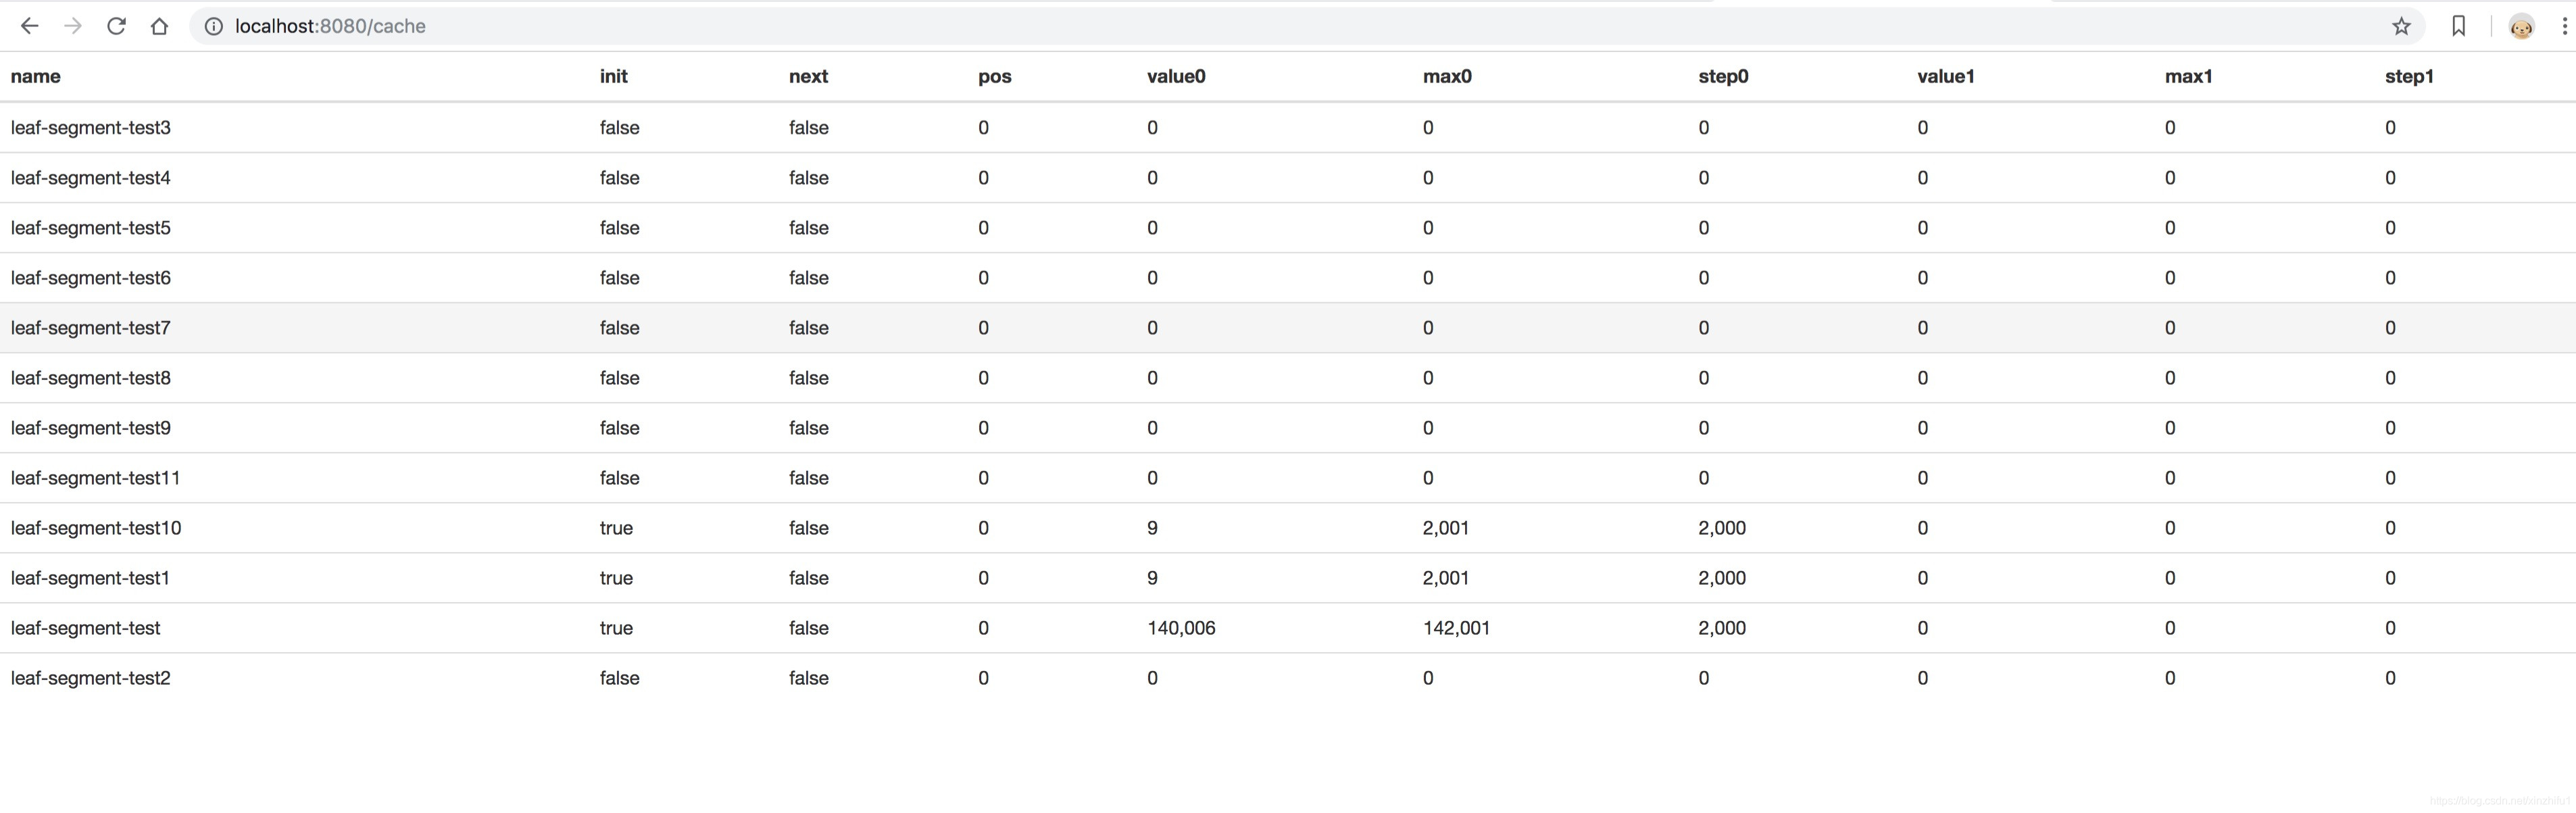 localhost:8080/cache
name init next pos value0 max0 step0 value1 max1 step1
leaf-segment-test3 false false 0 0 0 0 0 0 0
leaf-segment-test4 false false 0 0 0 0 0 0 0
leaf-segment-test5 false false 0 0 0 0 0 0 0
leaf-segment-test6 false false 0 0 0 0 0 0 0
leaf-segment-test7 false false 0 0 0 0 0 0 0
leaf-segment-test8 false false 0 0 0 0 0 0 0
leaf-segment-test9 false false 0 0 0 0 0 0 0
leaf-segment-test11 false false 0 0 0 0 0 0 0
leaf-segment-test10 true false 0 9 2,001 2,000 0 0 0
leaf-segment-test1 true false 0 9 2,001 2,000 0 0 0
leaf-segment-test true false 0 140,006 142,001 2,000 0 0 0
leaf-segment-test2 false false 0 0 0 0 0 0 0